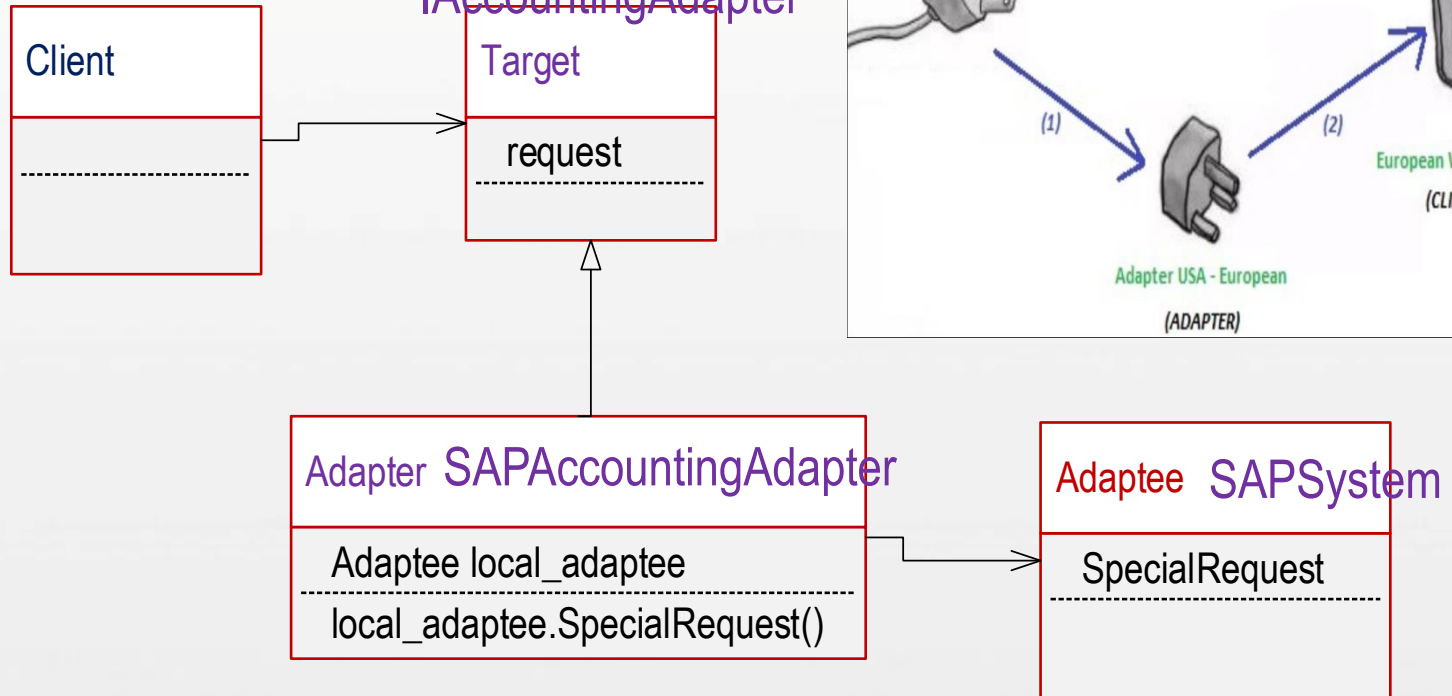 IAccountingAdapter
Client
Target
request
(1)
(2)
European
Adapter USA - European
(ADAPTER)
Adapter SAPAccountingAdapter
Adaptee local_adaptee
local_adaptee.SpecialRequest()
Adaptee SAPSystem
SpecialRequest